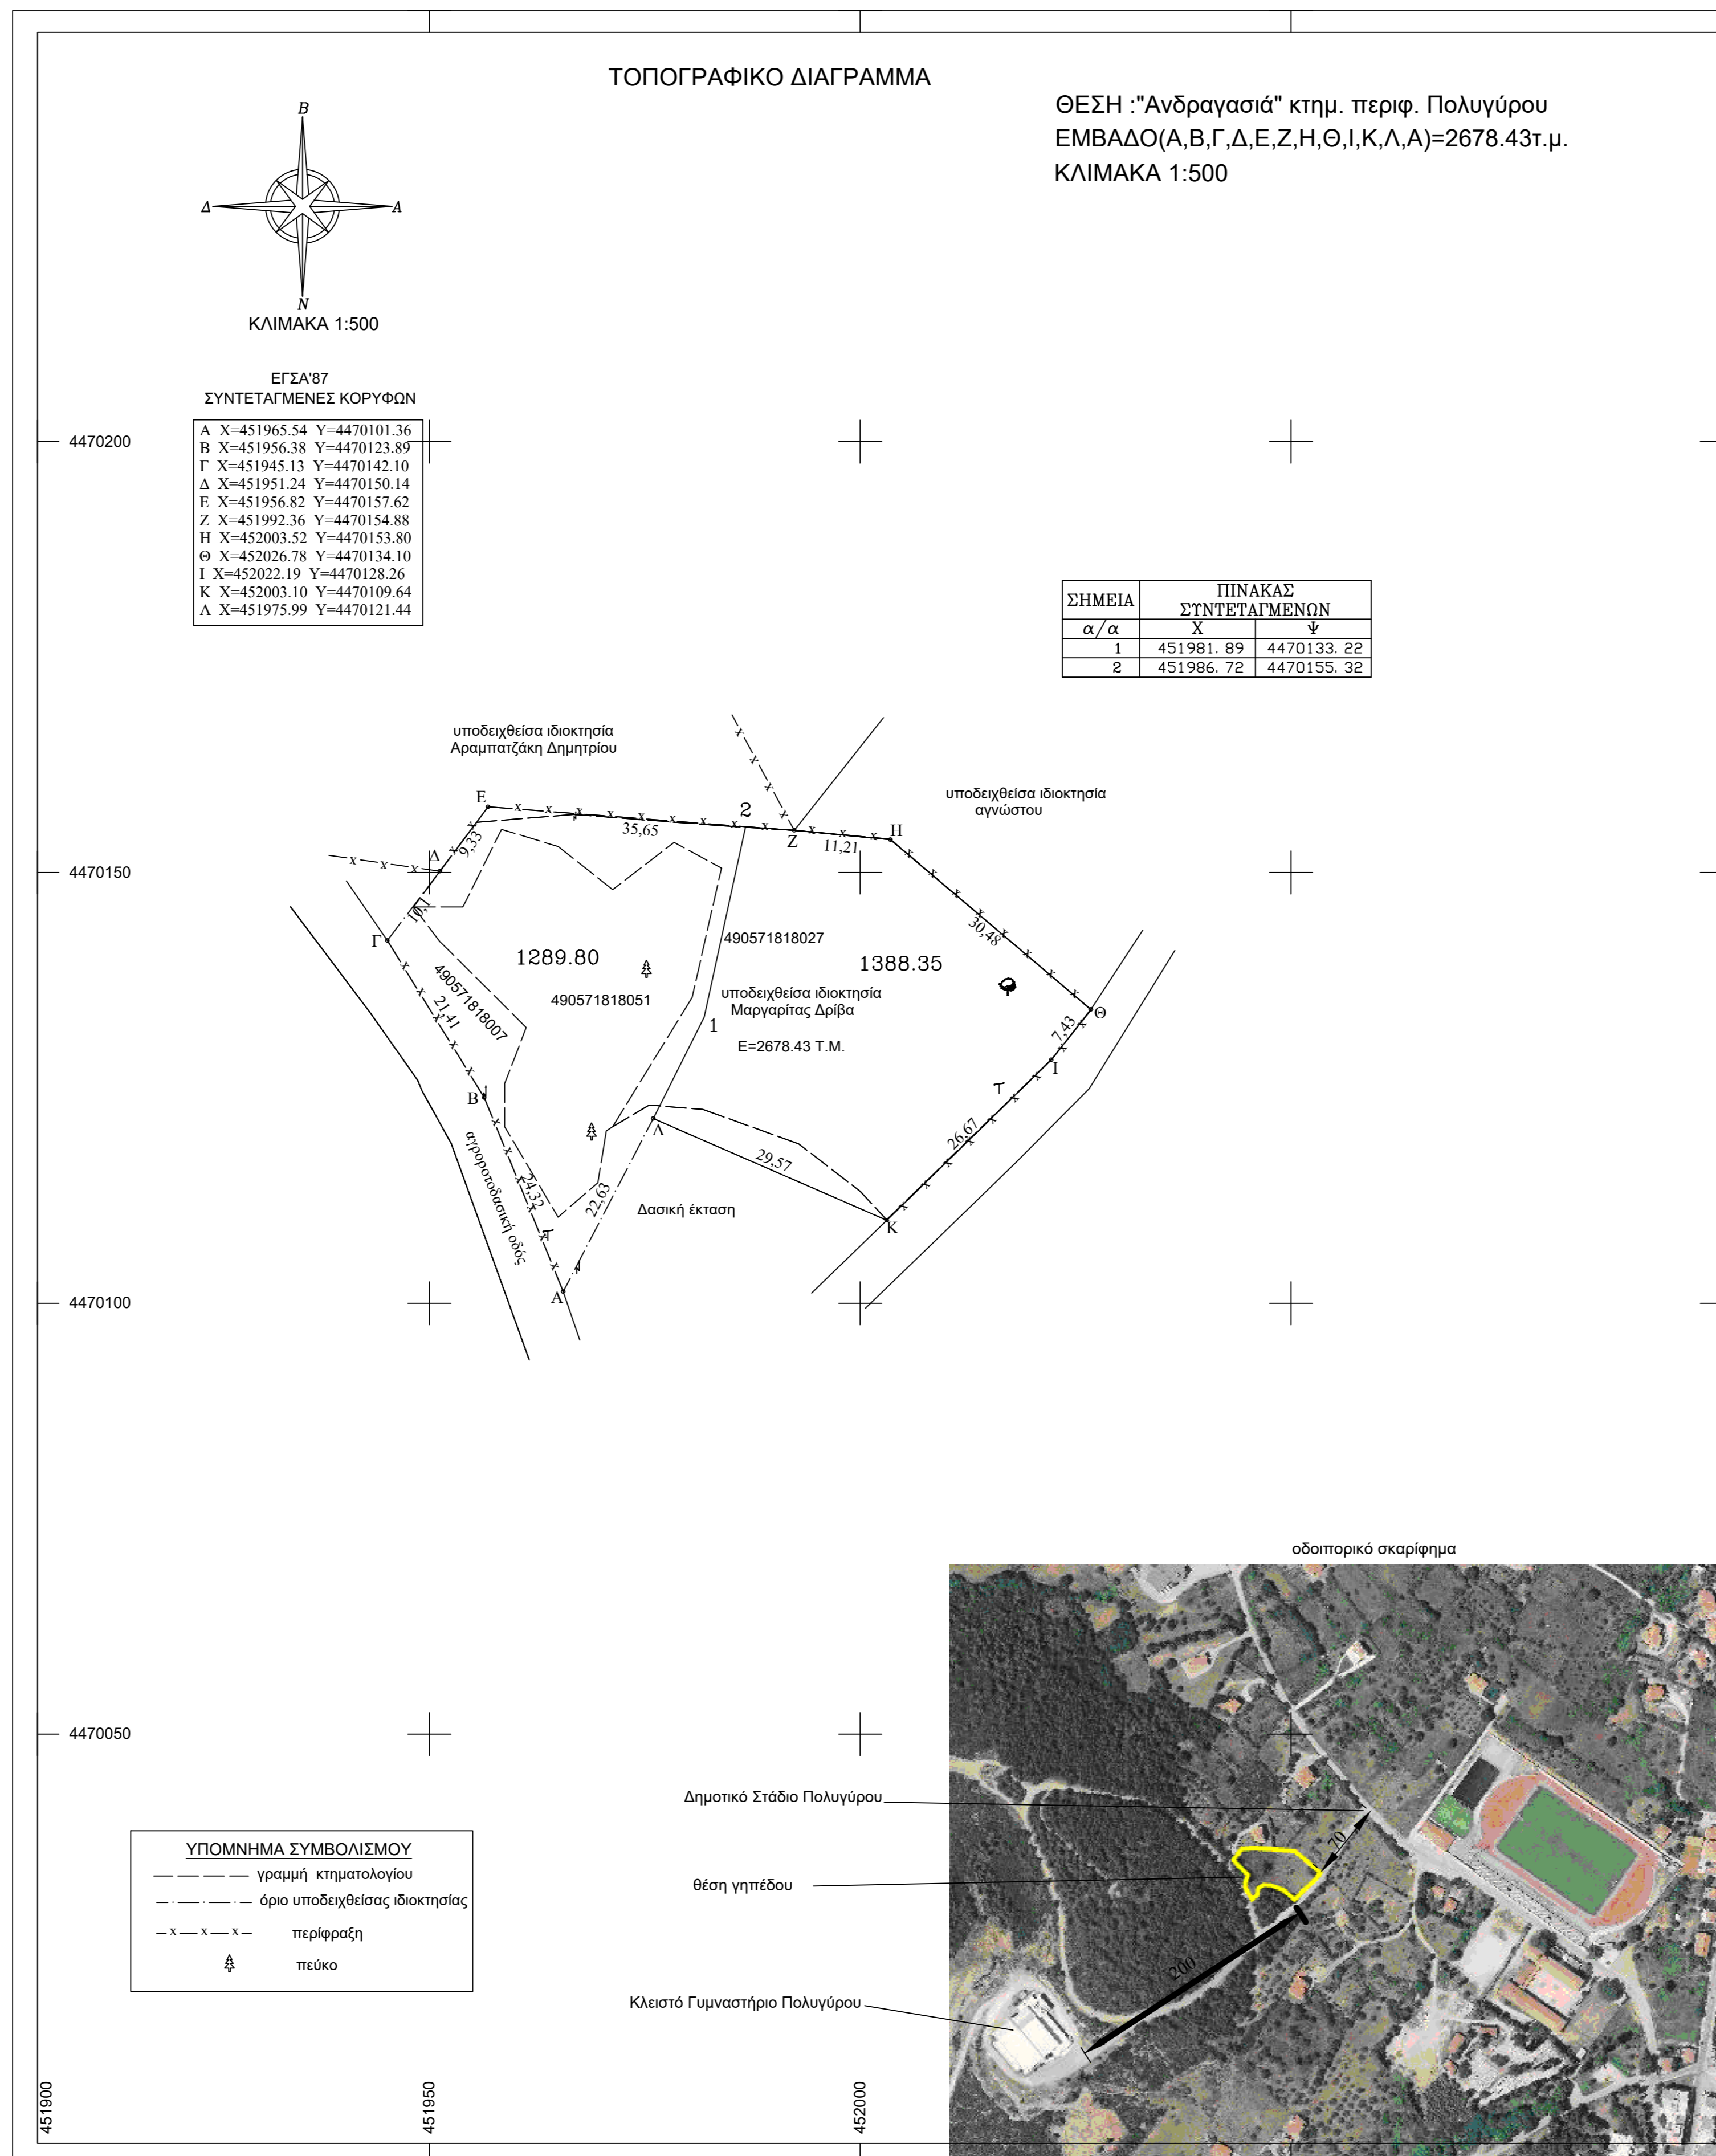 ΤΟΠΟΓΡΑΦΙΚΟ ΔΙΑΓΡΑΜΜΑ
ΘΕΣΗ :"Ανδραγασιά" κτημ. περιφ. Πολυγύρου
ΕΜΒΑΔΟ(Α,Β,Γ,Δ,Ε,Ζ,Η,Θ,Ι,Κ,Λ,Α)=2678.43τ.μ.
ΚΛΙΜΑΚΑ 1:500
Β
Δ
Α
Ν
ΚΛΙΜΑΚΑ 1:500
ΕΓΣΑ'87
ΣΥΝΤΕΤΑΓΜΕΝΕΣ ΚΟΡΥΦΩΝ
Α Χ=451965.54 Υ=4470101.36
Β Χ=451956.38 Υ=4470123.89
Γ Χ=451945.13 Υ=4470142.10
Δ Χ=451951.24 Υ=4470150.14
Ε Χ=451956.82 Υ=4470157.62
Ζ Χ=451992.36 Υ=4470154.88
Η Χ=452003.52 Υ=4470153.80
Θ Χ=452026.78 Υ=4470134.10
Ι Χ=452022.19 Υ=4470128.26
Κ Χ=452003.10 Υ=4470109.64
Λ Χ=451975.99 Υ=4470121.44
4470200
ΣΗΜΕΙΑ ΠΙΝΑΚΑΣ ΣΥΝΤΕΤΑΓΜΕΝΩΝ
α/α Χ Ψ
1 451981. 89 4470133. 22
2 451986. 72 4470155. 32
υποδειχθείσα ιδιοκτησία
Αραμπατζάκη Δημητρίου
υποδειχθείσα ιδιοκτησία
αγνώστου
Ε
2
Ζ
Η
35,65
11,21
9,33
Δ
4470150
10,1
Γ
30,48
490571818027
1289.80
1388.35
490571818051
490571818007
21,41
υποδειχθείσα ιδιοκτησία
Μαργαρίτας Δρίβα
1
Ε=2678.43 Τ.Μ.
Θ
7,43
Ι
Β
Λ
26,67
29,57
αγροροτοδασική οδός
24,32
22,63
Δασική έκταση
Κ
Α
4470100
οδοιπορικό σκαρίφημα
4470050
Δημοτικό Στάδιο Πολυγύρου
70
θέση γηπέδου
200
Κλειστό Γυμναστήριο Πολυγύρου
ΥΠΟΜΝΗΜΑ ΣΥΜΒΟΛΙΣΜΟΥ
γραμμή κτηματολογίου
όριο υποδειχθείσας ιδιοκτησίας
x x x περίφραξη
πεύκο
451900
451950
452000